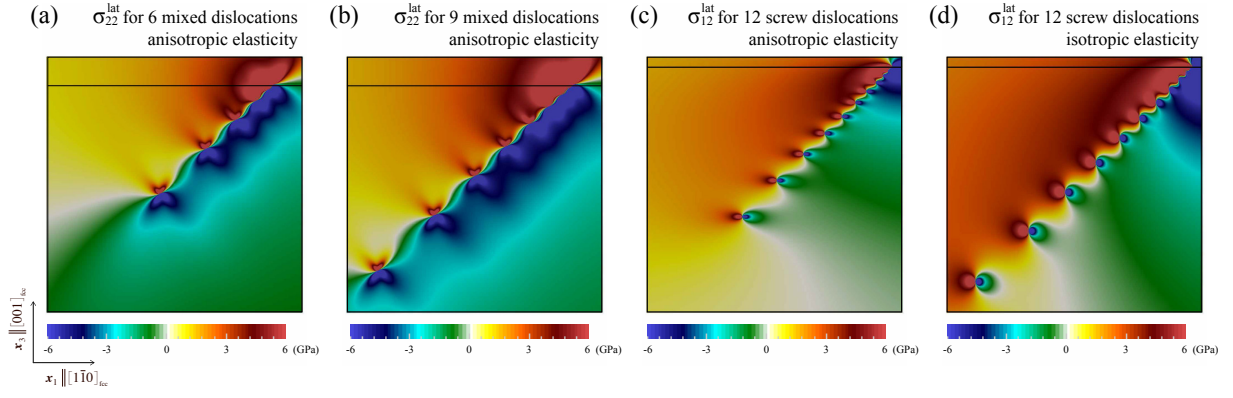 (a) σ₂₂ˡᵃᵗ for 6 mixed dislocations
anisotropic elasticity
(b) σ₂₂ˡᵃᵗ for 9 mixed dislocations
anisotropic elasticity
(c) σ₁₂ˡᵃᵗ for 12 screw dislocations
anisotropic elasticity
(d) σ₁₂ˡᵃᵗ for 12 screw dislocations
isotropic elasticity
x₃ ∥ [001]fcc
x₁ ∥ [11̄0]fcc
-6 -3 0 3 6 (GPa)
-6 -3 0 3 6 (GPa)
-6 -3 0 3 6 (GPa)
-6 -3 0 3 6 (GPa)